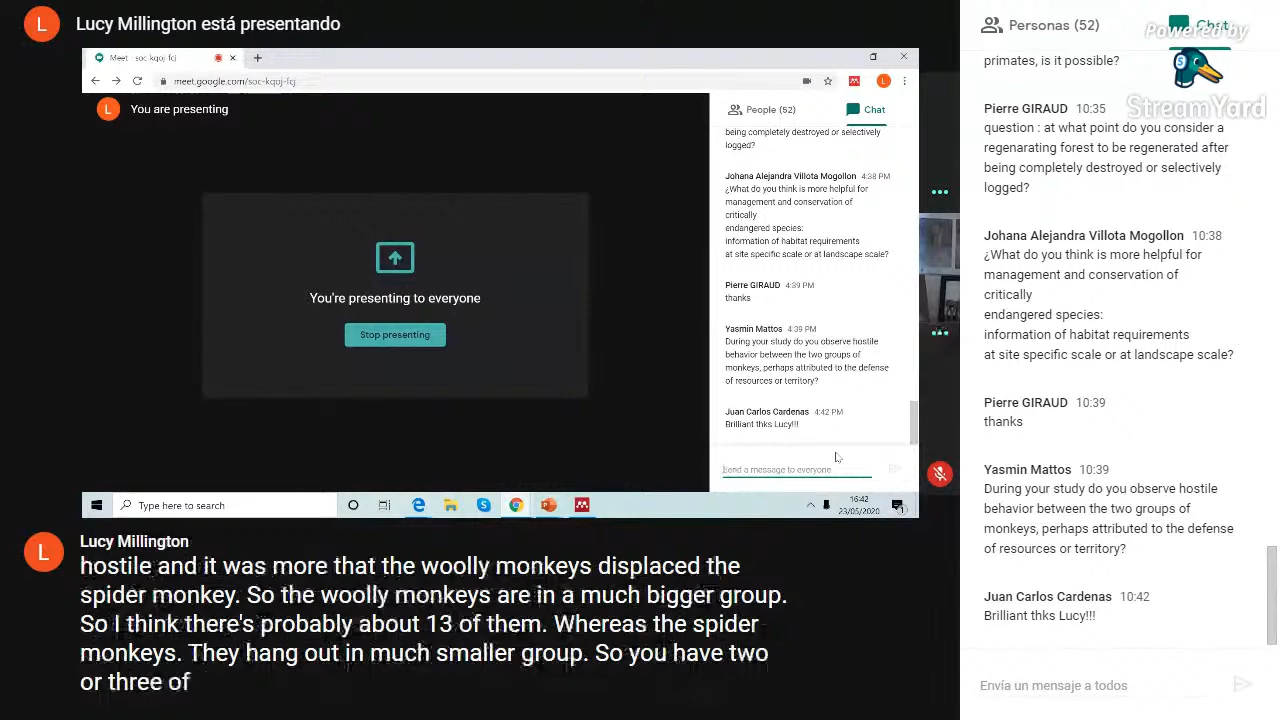 L
Lucy Millington está presentando
Personas (52)
Chat
Powered by
StreamYard
Meet - soc-kqoj-fcj
meet.google.com/soc-kqoj-fcj
L
L
You are presenting
People (52)
Chat
You're presenting to everyone
Stop presenting
being completely destroyed or selectively
logged?
Johana Alejandra Villota Mogollon 4:38 PM
¿What do you think is more helpful for
management and conservation of
critically
endangered species:
information of habitat requirements
at site specific scale or at landscape scale?
Pierre GIRAUD 4:39 PM
thanks
Yasmin Mattos 4:39 PM
During your study do you observe hostile
behavior between the two groups of
monkeys, perhaps attributed to the defense
of resources or territory?
Juan Carlos Cardenas 4:42 PM
Brilliant thks Lucy!!!
Send a message to everyone
Type here to search
16:42
23/05/2020
L
Lucy Millington
hostile and it was more that the woolly monkeys displaced the
spider monkey. So the woolly monkeys are in a much bigger group.
So I think there's probably about 13 of them. Whereas the spider
monkeys. They hang out in much smaller group. So you have two
or three of
primates, is it possible?
Pierre GIRAUD 10:35
question : at what point do you consider a
regenarating forest to be regenerated after
being completely destroyed or selectively
logged?
Johana Alejandra Villota Mogollon 10:38
¿What do you think is more helpful for
management and conservation of
critically
endangered species:
information of habitat requirements
at site specific scale or at landscape scale?
Pierre GIRAUD 10:39
thanks
Yasmin Mattos 10:39
During your study do you observe hostile
behavior between the two groups of
monkeys, perhaps attributed to the defense
of resources or territory?
Juan Carlos Cardenas 10:42
Brilliant thks Lucy!!!
Envía un mensaje a todos